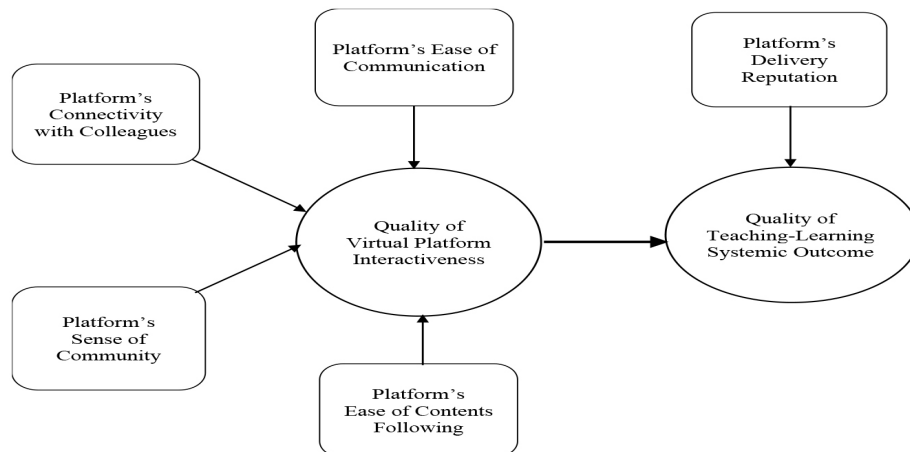 Platform’s Ease of
Communication
Platform’s
Delivery
Reputation
Platform’s
Connectivity
with Colleagues
Quality of
Virtual Platform
Interactiveness
Quality of
Teaching-Learning
Systemic Outcome
Platform’s
Sense of
Community
Platform’s
Ease of Contents
Following